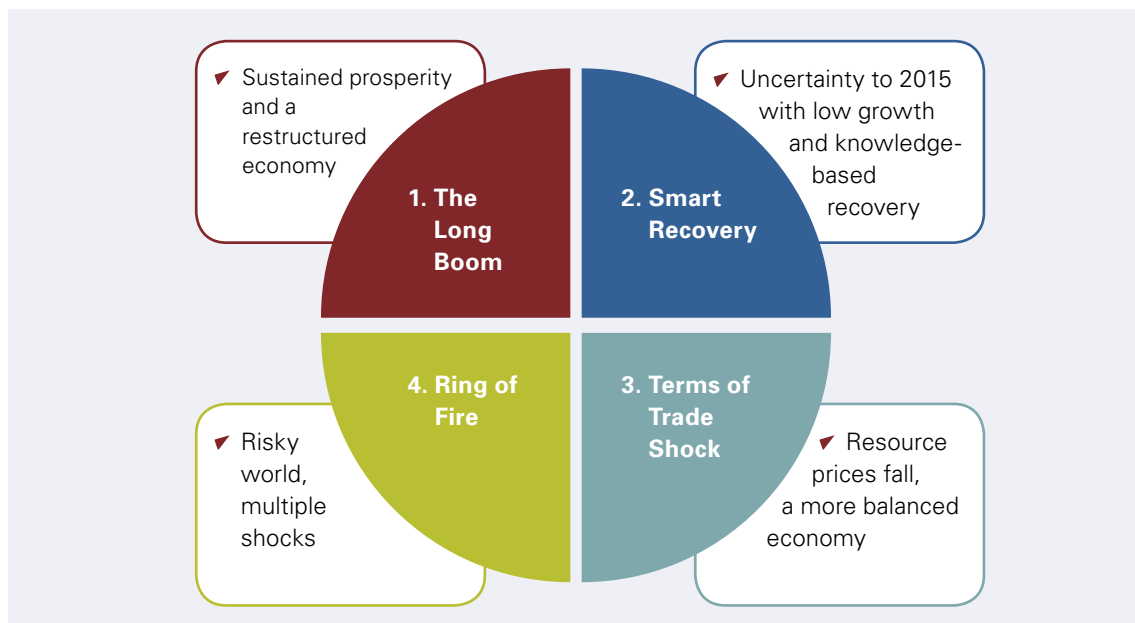 Sustained prosperity
and a
restructured
economy
1. The
Long
Boom
Uncertainty to 2015
with low growth
and knowledge-
based
recovery
2. Smart
Recovery
4. Ring of
Fire
Risky
world,
multiple
shocks
3. Terms of
Trade
Shock
Resource
prices fall,
a more balanced
economy